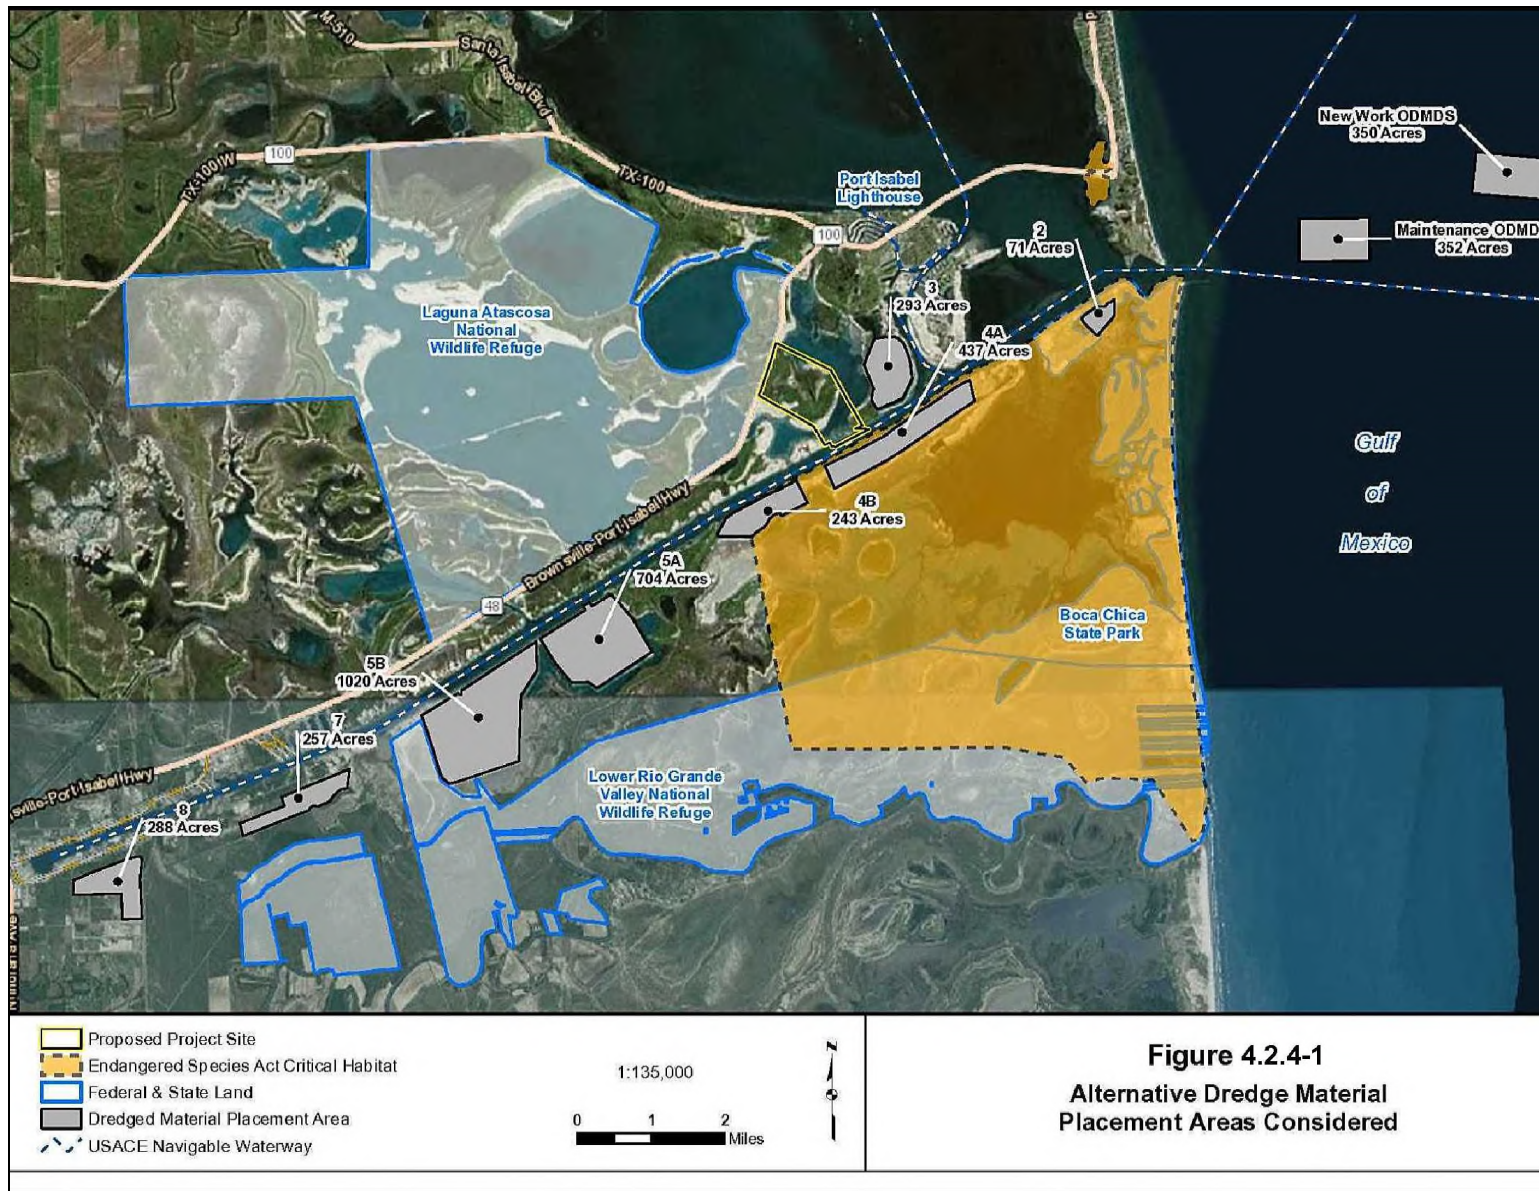 M-510
Santa Isabel Blvd
TX-100/W
100
TX-100
Port Isabel
Lighthouse
100
New Work ODMDS
350 Acres
Maintenance ODMD
352 Acres
2
71 Acres
3
293 Acres
4A
437 Acres
Laguna Atascosa
National
Wildlife Refuge
Gulf
of
Mexico
4B
243 Acres
Brownsville-Port Isabel Hwy
48
5A
704 Acres
Boca Chica
State Park
5B
1020 Acres
7
257 Acres
sville-Port Isabel Hwy
8
288 Acres
Lower Rio Grande
Valley National
Wildlife Refuge
Proposed Project Site
Endangered Species Act Critical Habitat
Federal & State Land
Dredged Material Placement Area
USACE Navigable Waterway
1:135,000
0 1 2
Miles
N
Figure 4.2.4-1
Alternative Dredge Material
Placement Areas Considered